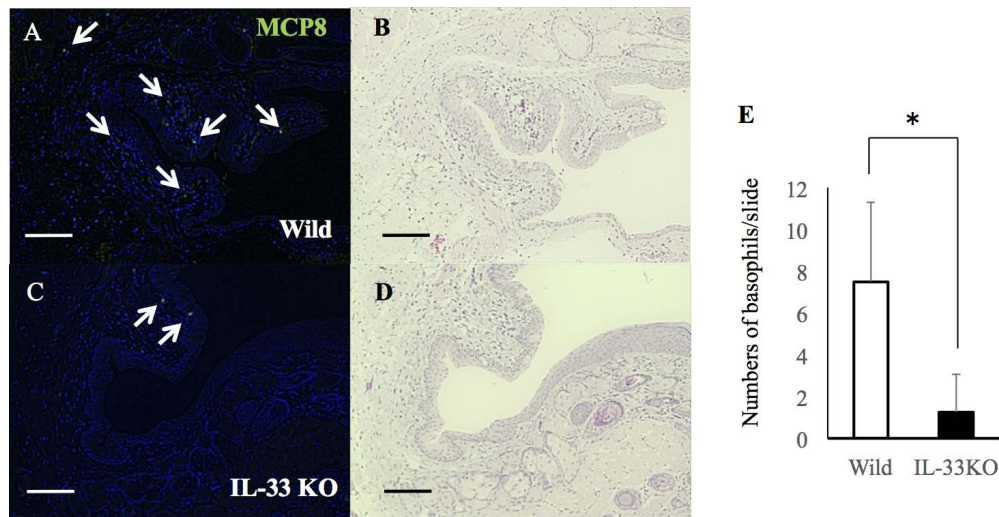 A
MCP8
Wild
B
C
IL-33 KO
D
E
*
Numbers of basophils/slide
12
10
8
6
4
2
0
Wild
IL-33KO